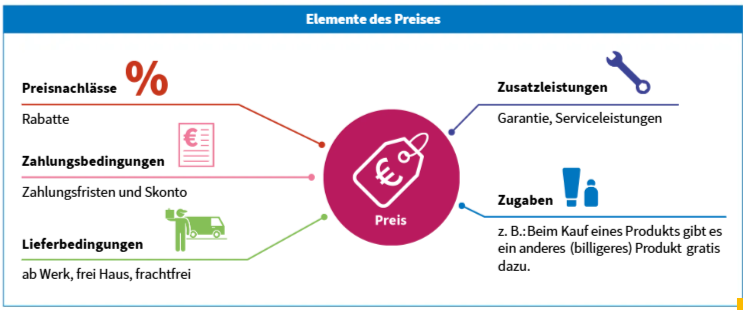 Elemente des Preises
Preisnachlässe
%
Rabatte
Zahlungsbedingungen
€
Zahlungsfristen und Skonto
Lieferbedingungen
ab Werk, frei Haus, frachtfrei
€
Preis
Zusatzleistungen
Garantie, Serviceleistungen
Zugaben
z. B.:Beim Kauf eines Produkts gibt es
ein anderes (billigeres) Produkt gratis
dazu.